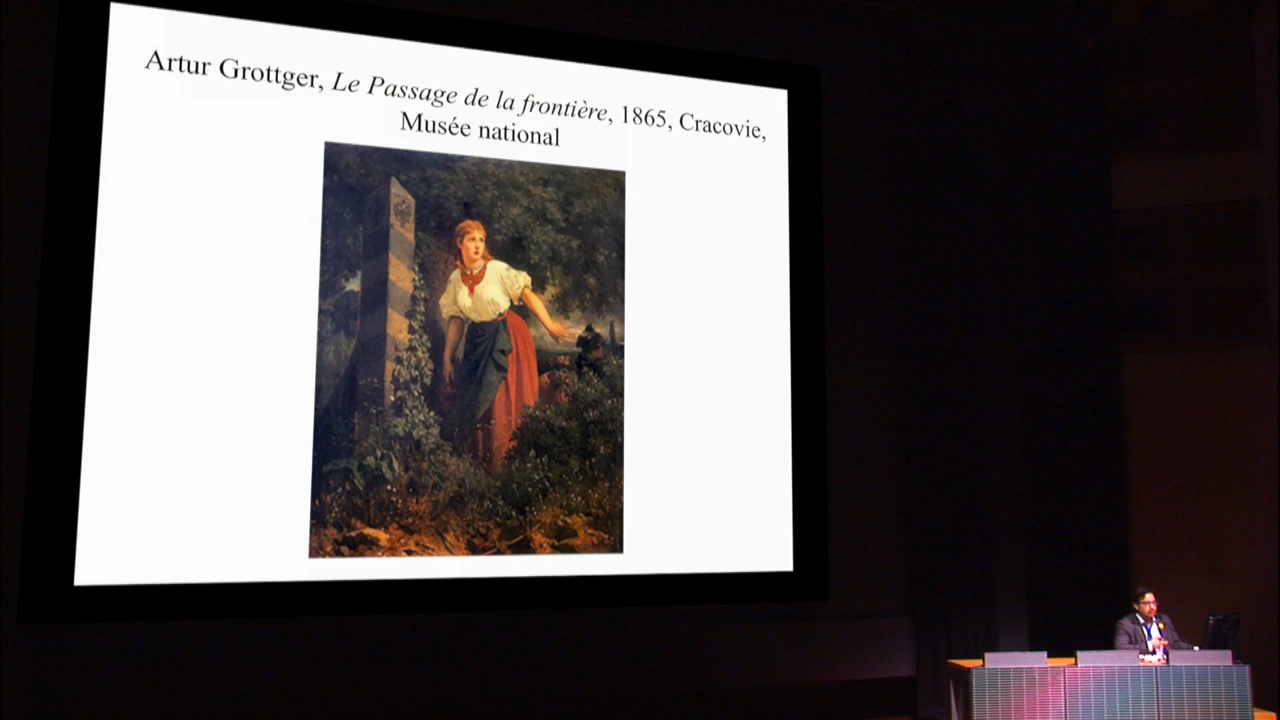 Artur Grottger, Le Passage de la frontière, 1865, Cracovie,
Musée national